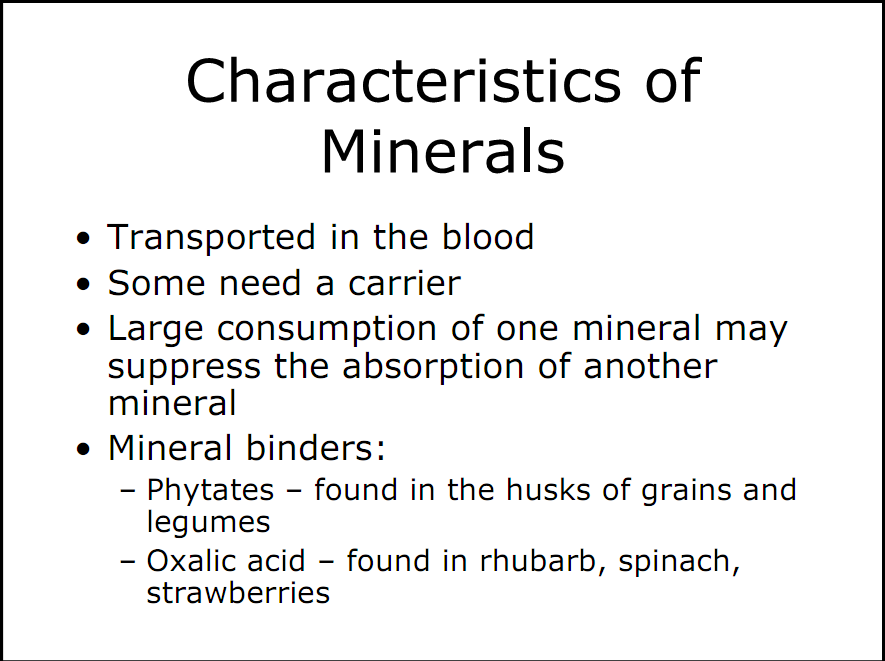 Characteristics of
Minerals
• Transported in the blood
• Some need a carrier
• Large consumption of one mineral may
suppress the absorption of another
mineral
• Mineral binders:
– Phytates – found in the husks of grains and
legumes
– Oxalic acid – found in rhubarb, spinach,
strawberries